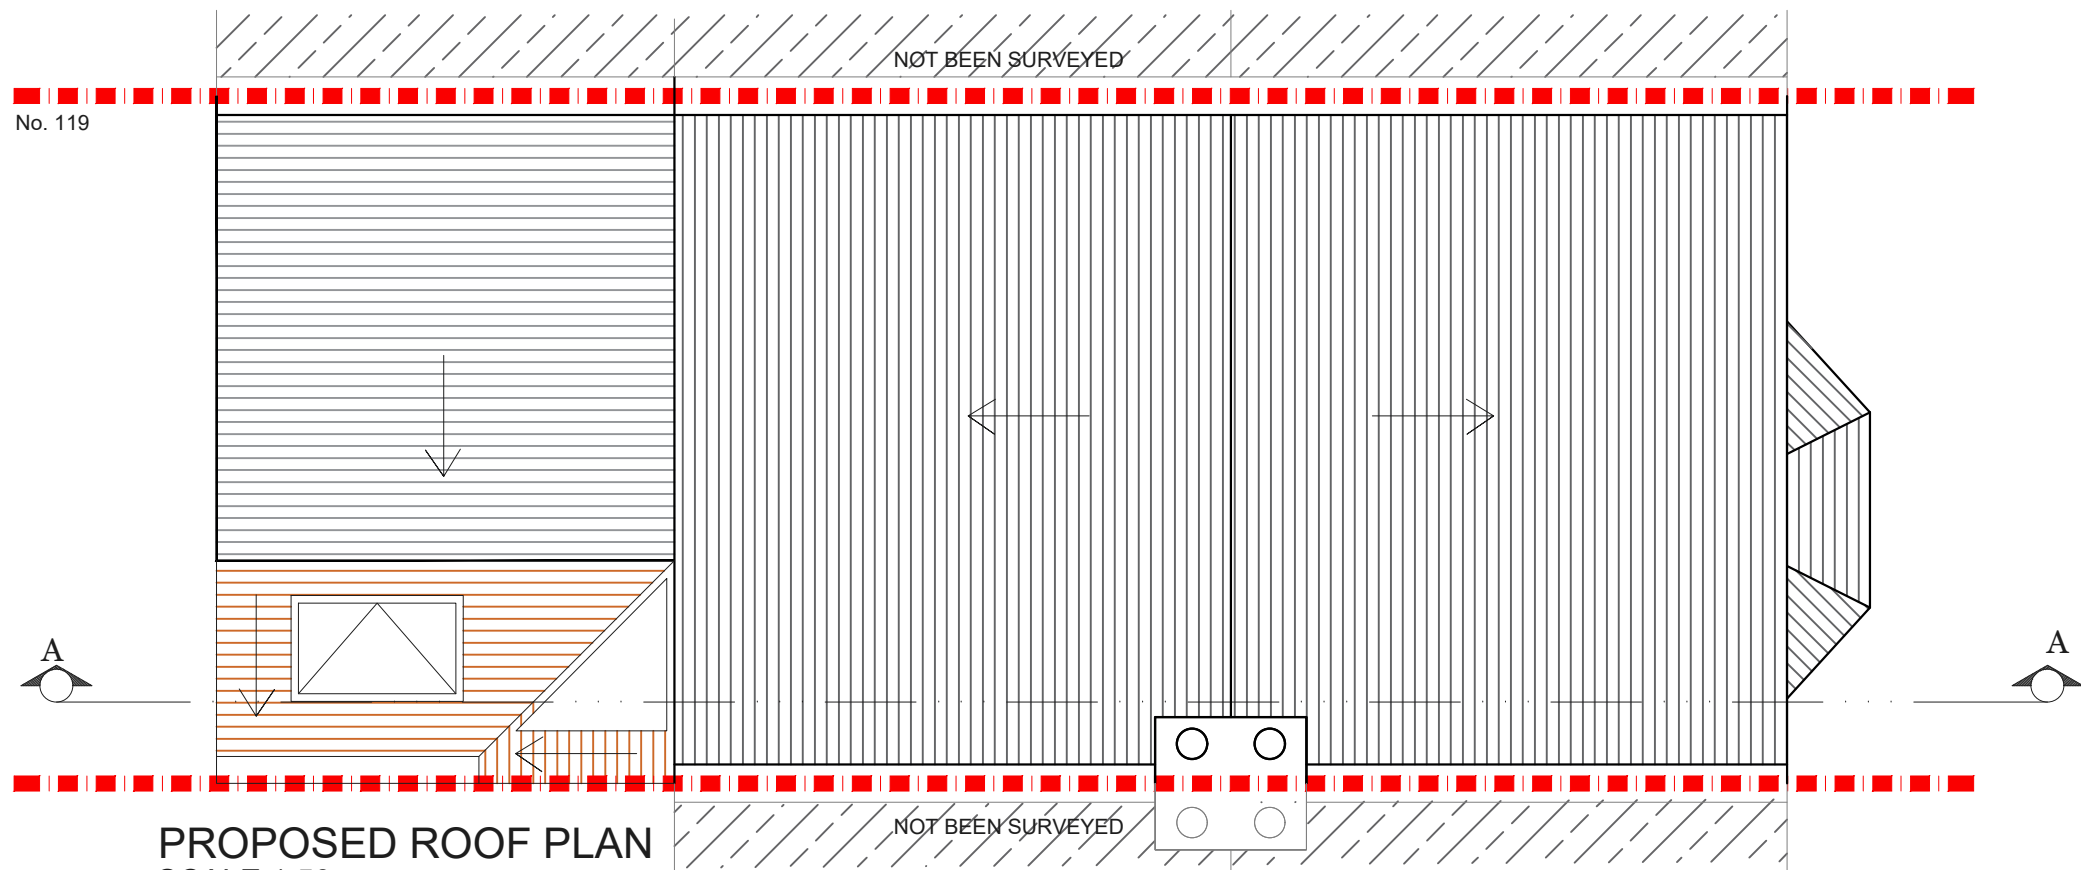 NOT BEEN SURVEYED
No. 119
A
A
NOT BEEN SURVEYED
PROPOSED ROOF PLAN